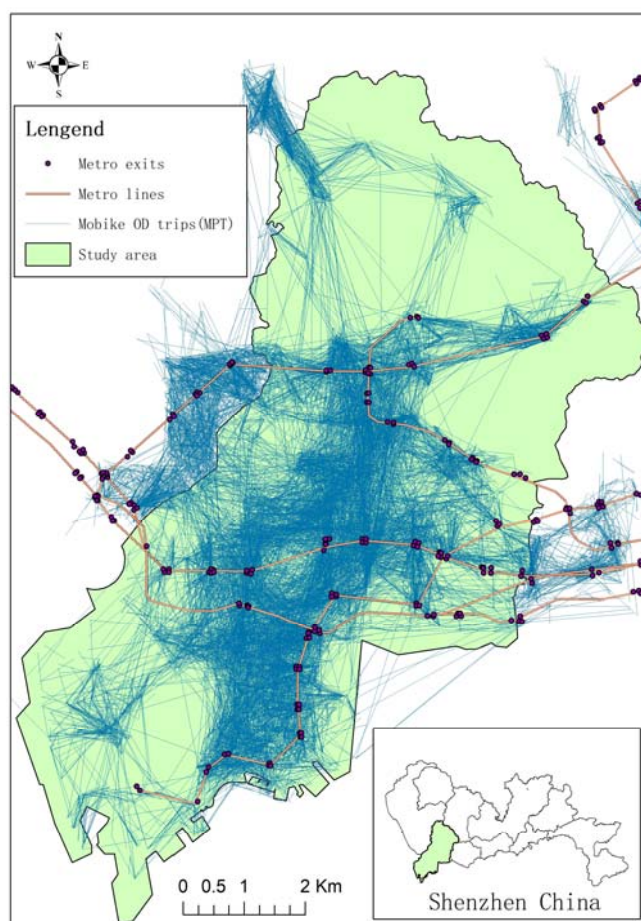 N
W E
S
Lengend
Metro exits
Metro lines
Mobike OD trips(MPT)
Study area
0 0.5 1 2 Km
Shenzhen China